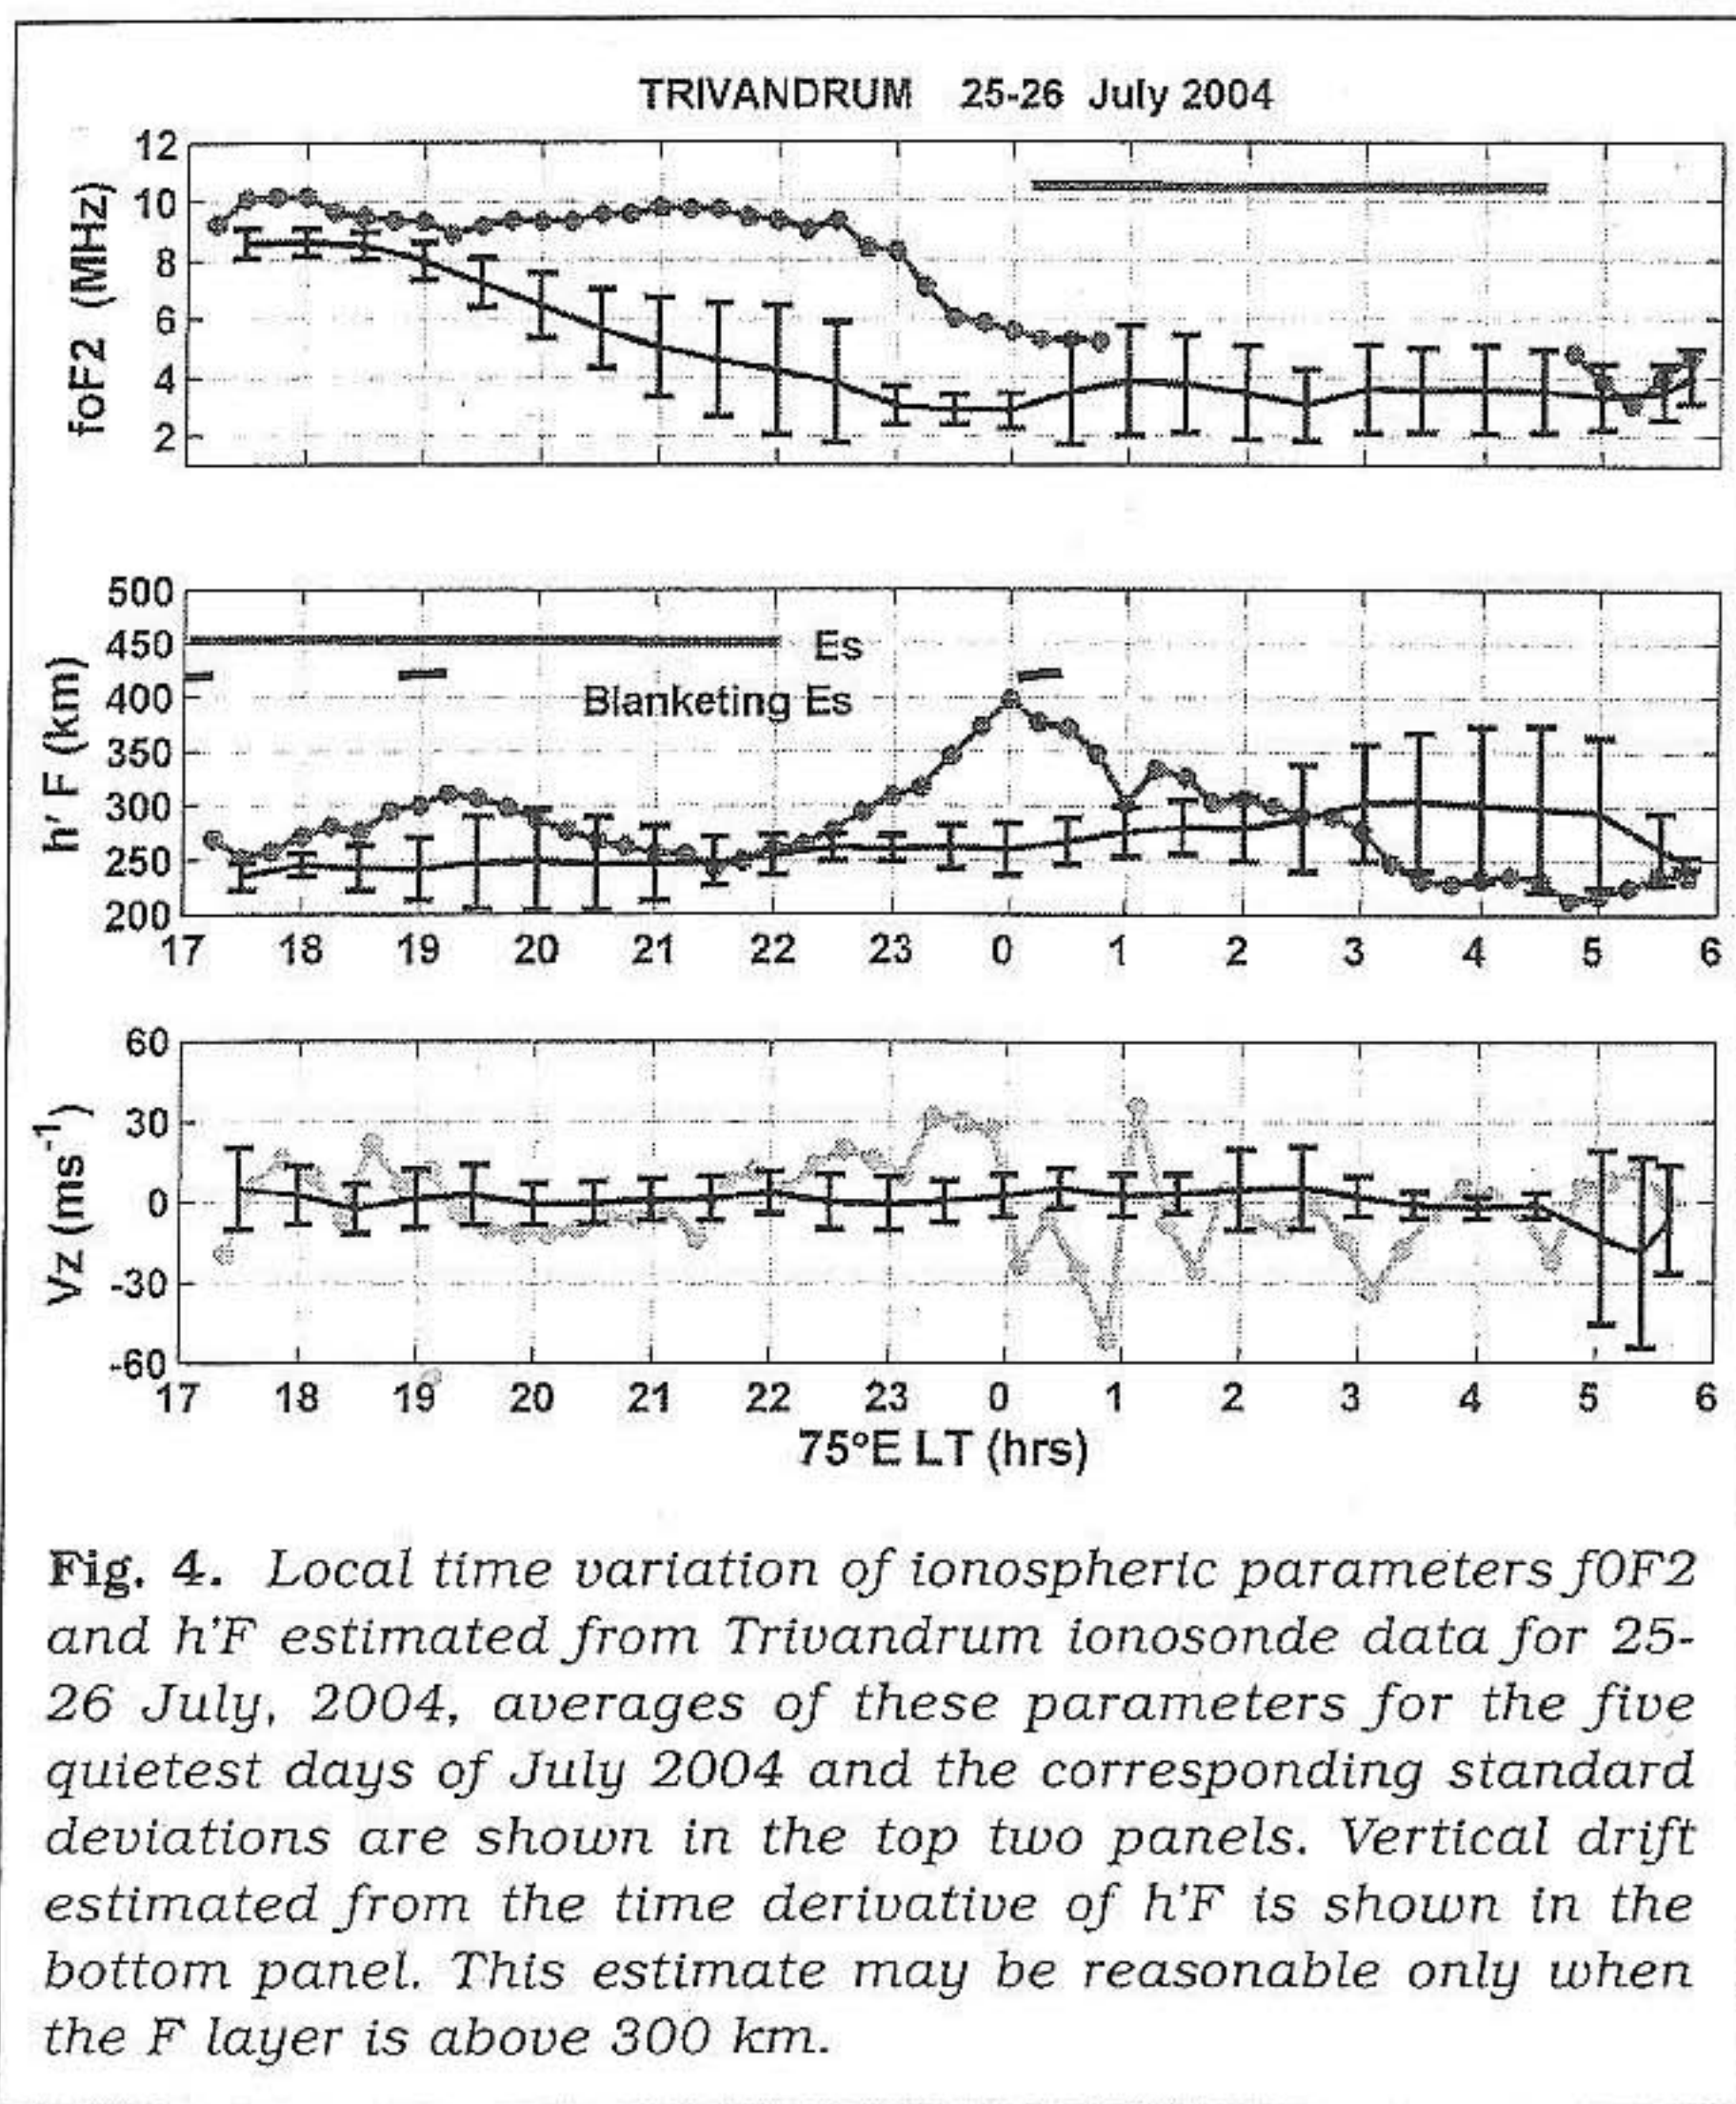 TRIVANDRUM 25-26 July 2004
12
10
8
6
4
2
foF2 (MHz)
500
450
400
350
300
250
200
h' F (km)
Es
Blanketing Es
17 18 19 20 21 22 23 0 1 2 3 4 5 6
60
30
0
-30
-60
Vz (ms-1)
17 18 19 20 21 22 23 0 1 2 3 4 5 6
75ºE LT (hrs)
Fig. 4. Local time variation of ionospheric parameters f0F2
and h'F estimated from Trivandrum ionosonde data for 25-
26 July, 2004, averages of these parameters for the five
quietest days of July 2004 and the corresponding standard
deviations are shown in the top two panels. Vertical drift
estimated from the time derivative of h'F is shown in the
bottom panel. This estimate may be reasonable only when
the F layer is above 300 km.